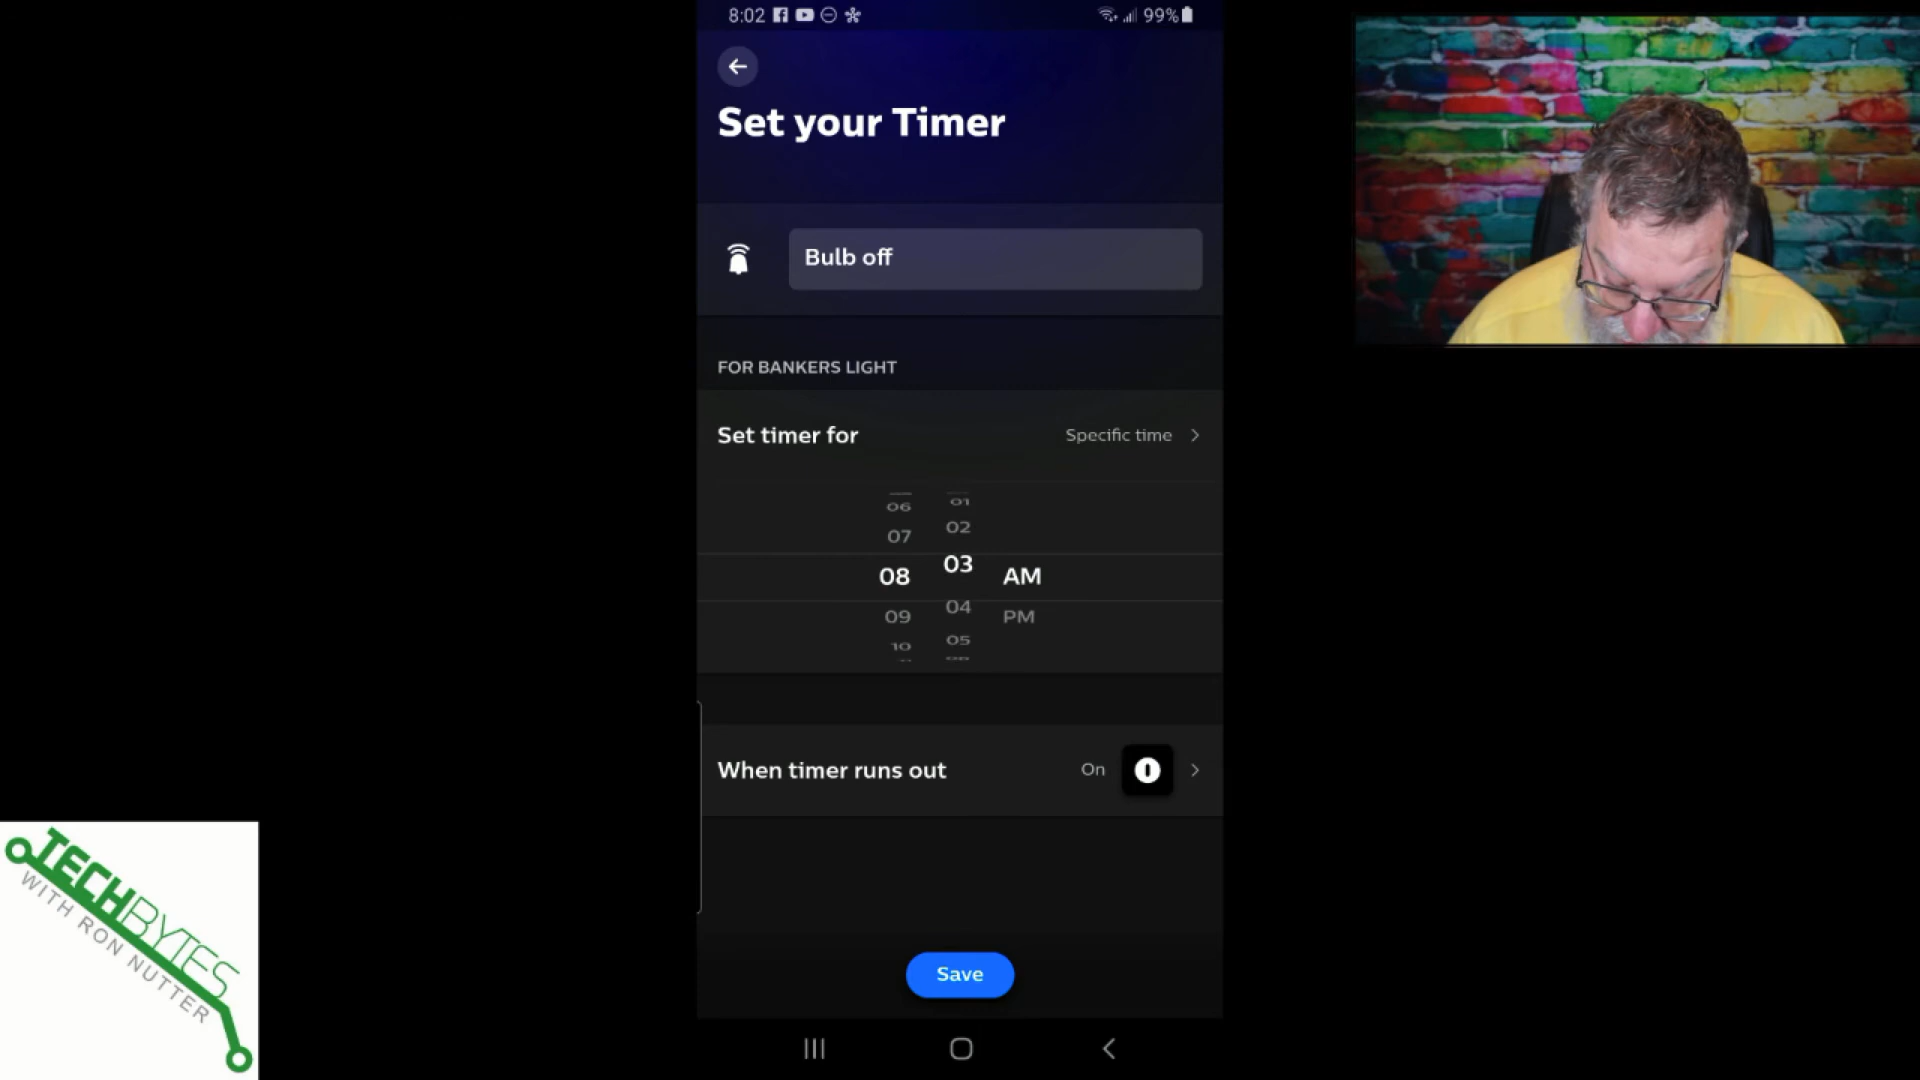 8:02
99%
Set your Timer
Bulb off
FOR BANKERS LIGHT
Set timer for
Specific time
06 01
07 02
08 03 AM
09 04 PM
10 05
When timer runs out
On
Save
TECHBYTES
WITH RON NUTTER